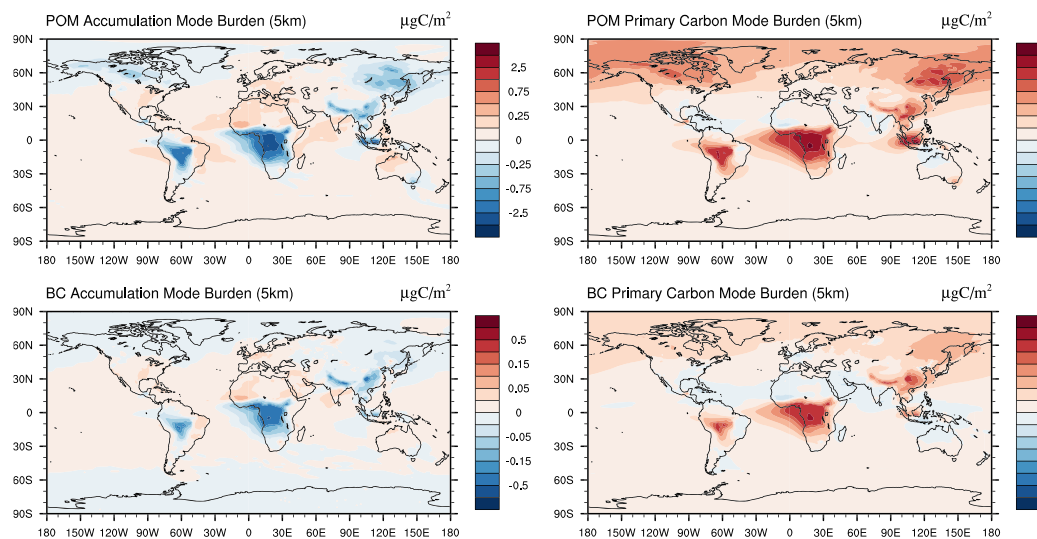 POM Accumulation Mode Burden (5km) μgC/m²
90N
60N
30N
0
30S
60S
90S
180 150W 120W 90W 60W 30W 0 30E 60E 90E 120E 150E 180
2.5
0.75
0.25
-0.25
-0.75
-2.5
POM Primary Carbon Mode Burden (5km) μgC/m²
90N
60N
30N
0
30S
60S
90S
180 150W 120W 90W 60W 30W 0 30E 60E 90E 120E 150E 180
BC Accumulation Mode Burden (5km) μgC/m²
90N
60N
30N
0
30S
60S
90S
180 150W 120W 90W 60W 30W 0 30E 60E 90E 120E 150E 180
0.5
0.15
0.05
-0.05
-0.15
-0.5
BC Primary Carbon Mode Burden (5km) μgC/m²
90N
60N
30N
0
30S
60S
90S
180 150W 120W 90W 60W 30W 0 30E 60E 90E 120E 150E 180